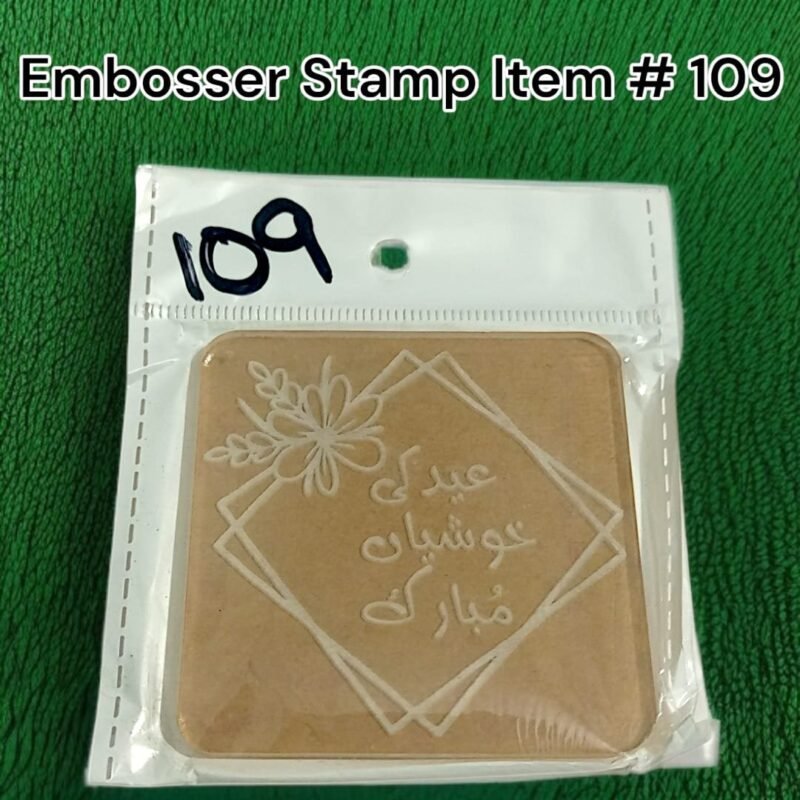 Embosser Stamp Item # 109
109
عید کی
خوشیاں
مُبارک